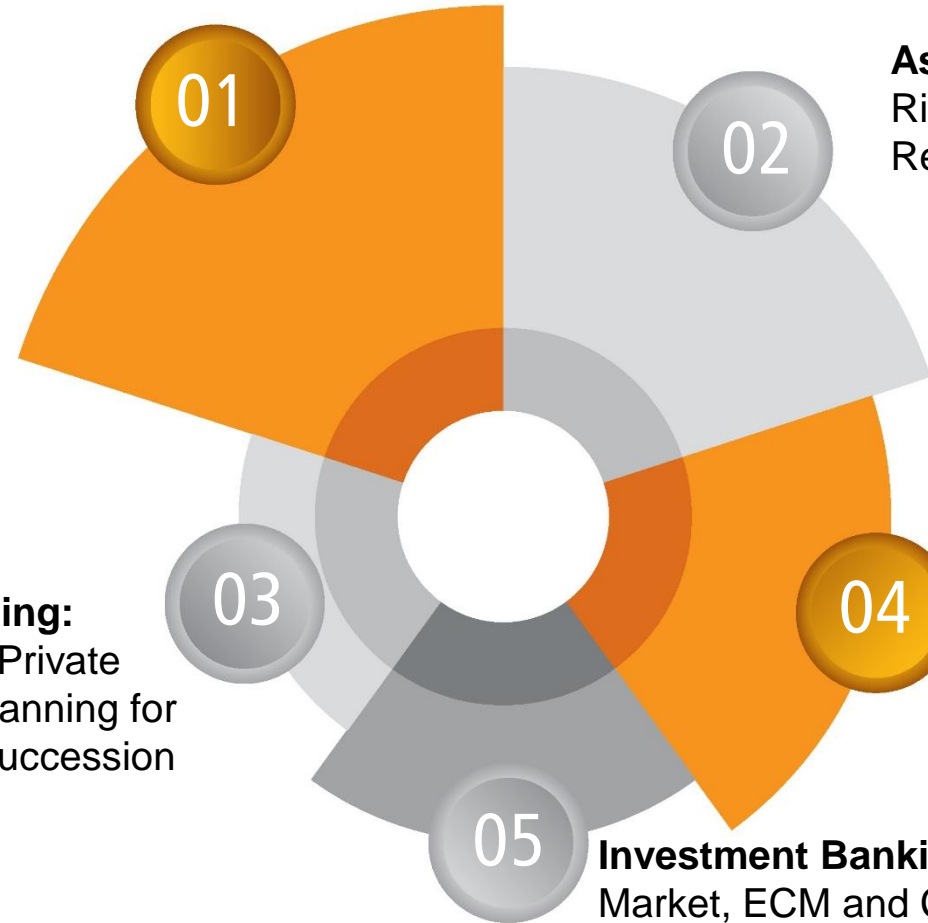 01
02
As
Ri
Re
03
ing:
Private
anning for
uccession
04
05
Investment Banki
Market, ECM and